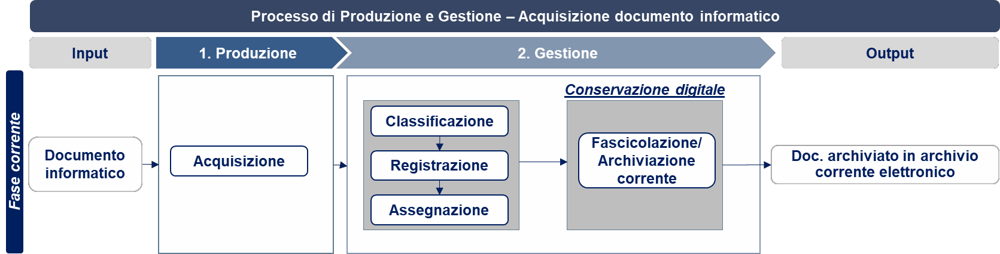 Processo di Produzione e Gestione – Acquisizione documento informatico
Input
1. Produzione
2. Gestione
Output
Fase corrente
Documento
informatico
Acquisizione
Classificazione
Registrazione
Assegnazione
Conservazione digitale
Fascicolazione/
Archiviazione
corrente
Doc. archiviato in archivio
corrente elettronico